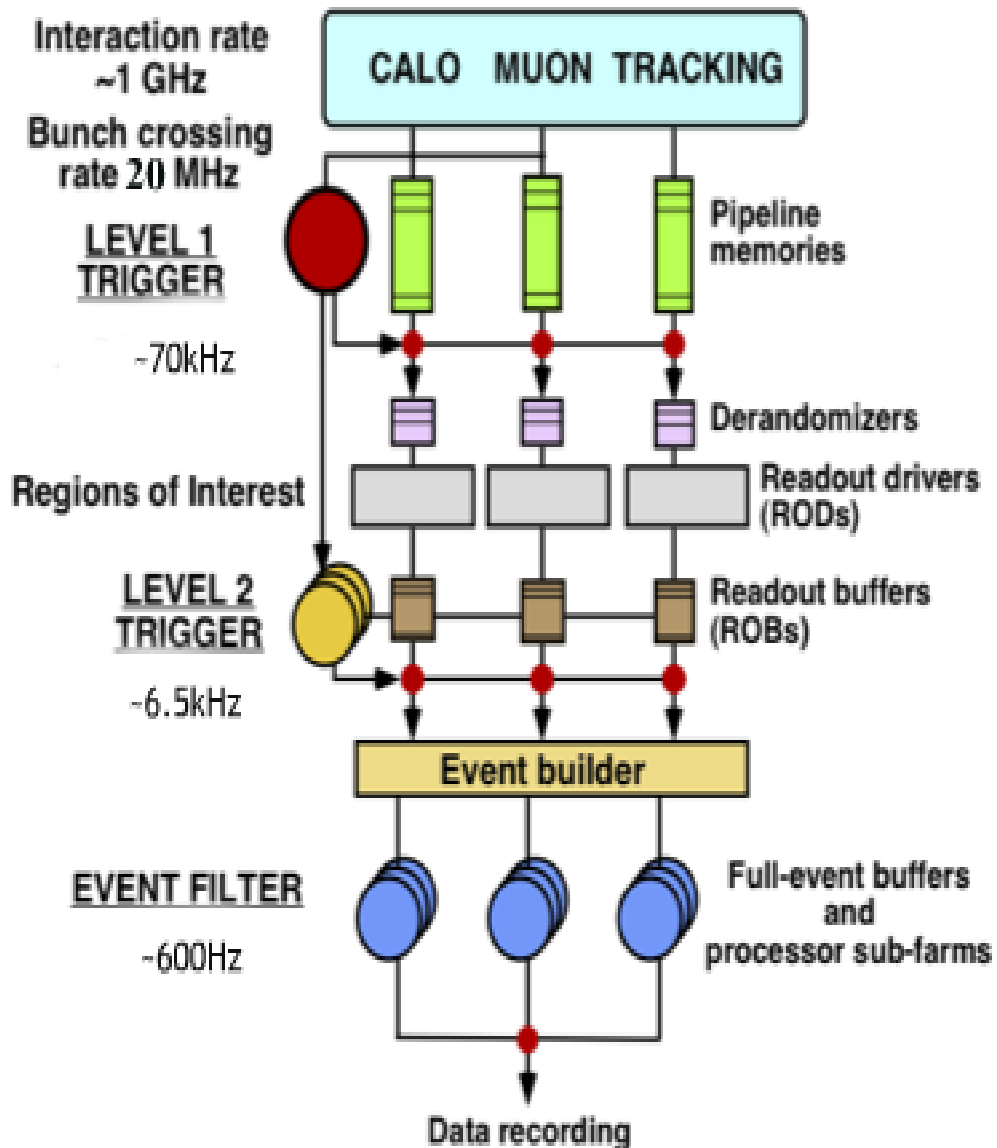 Interaction rate
~1 GHz
Bunch crossing
rate 20 MHz
CALO MUON TRACKING
LEVEL 1
TRIGGER
~70kHz
Pipeline
memories
Derandomizers
Regions of Interest
Readout drivers
(RODs)
LEVEL 2
TRIGGER
~6.5kHz
Readout buffers
(ROBs)
Event builder
EVENT FILTER
~600Hz
Full-event buffers
and
processor sub-farms
Data recording